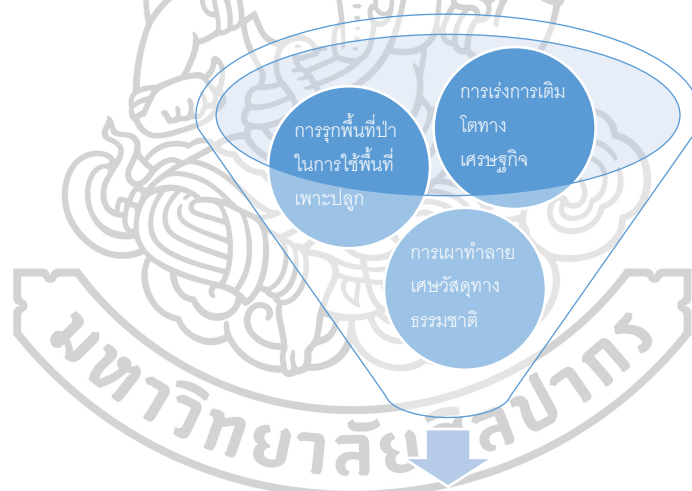 การเร่งการเติม
โตทาง
เศรษฐกิจ
การรุกพื้นที่ป่า
ในการใช้พื้นที่
เพาะปลูก
การเผาทำลาย
เศษวัสดุทาง
ธรรมชาติ
มหาวิทยาลัยศิลปากร